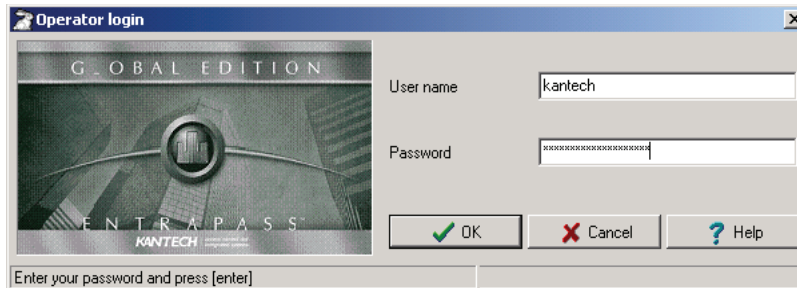 Operator login
GLOBAL EDITION
ENTRAPASS
KANTECH
User name
kantech
Password
xxxxxxxxxxxxxxxxxxxx
OK
Cancel
Help
Enter your password and press [enter]